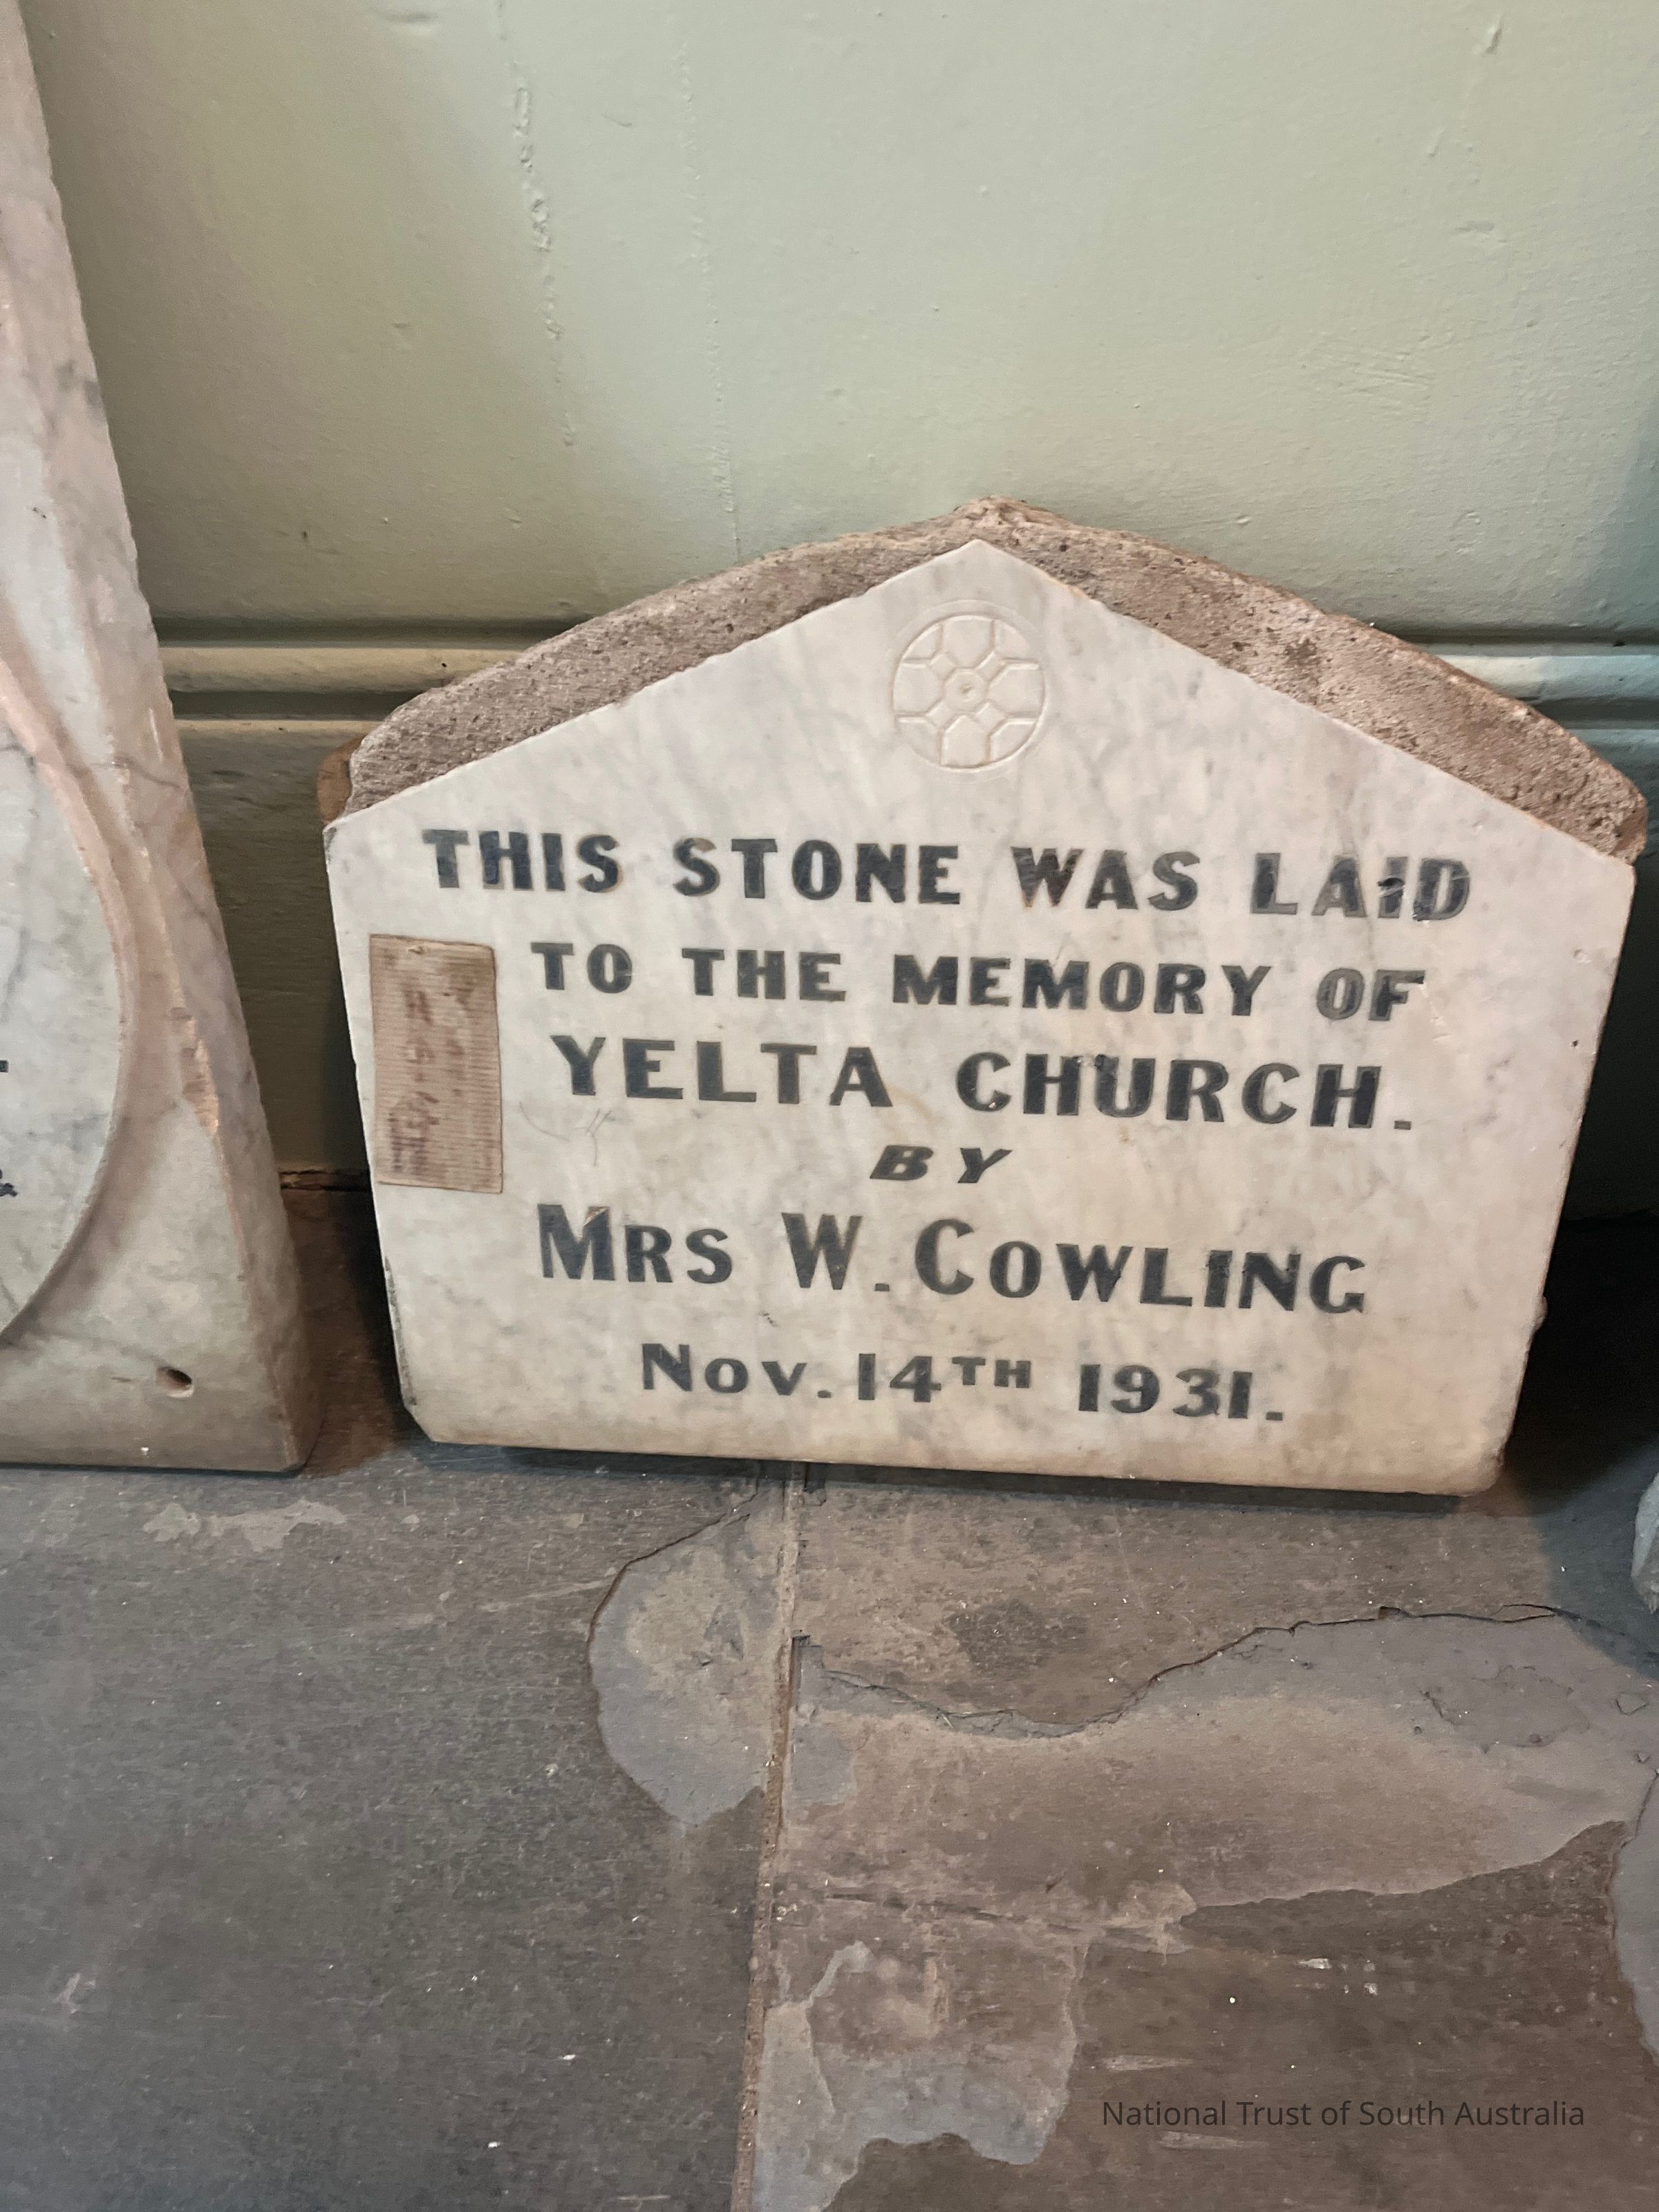 THIS STONE WAS LAID
TO THE MEMORY OF
YELTA CHURCH.
BY
MRS W. COWLING
NOV. 14TH 1931.
National Trust of South Australia